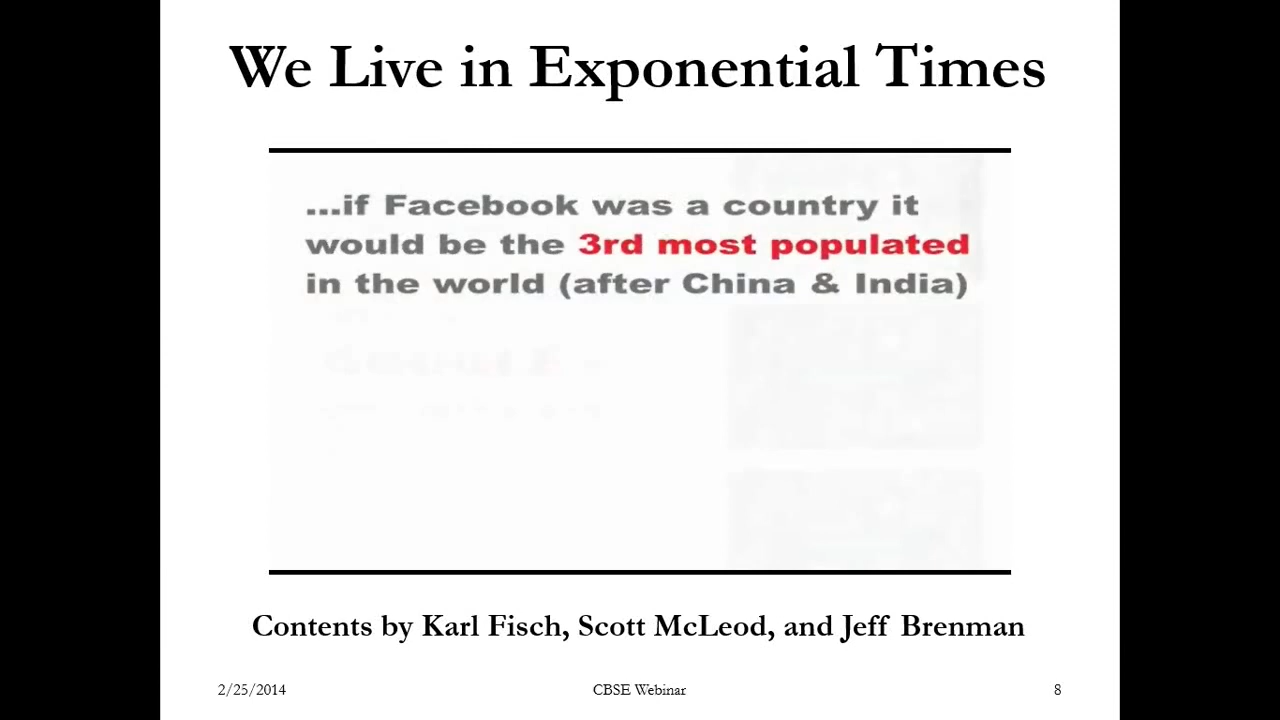 We Live in Exponential Times
...if Facebook was a country it
would be the 3rd most populated
in the world (after China & India)
Contents by Karl Fisch, Scott McLeod, and Jeff Brenman
2/25/2014
CBSE Webinar
8